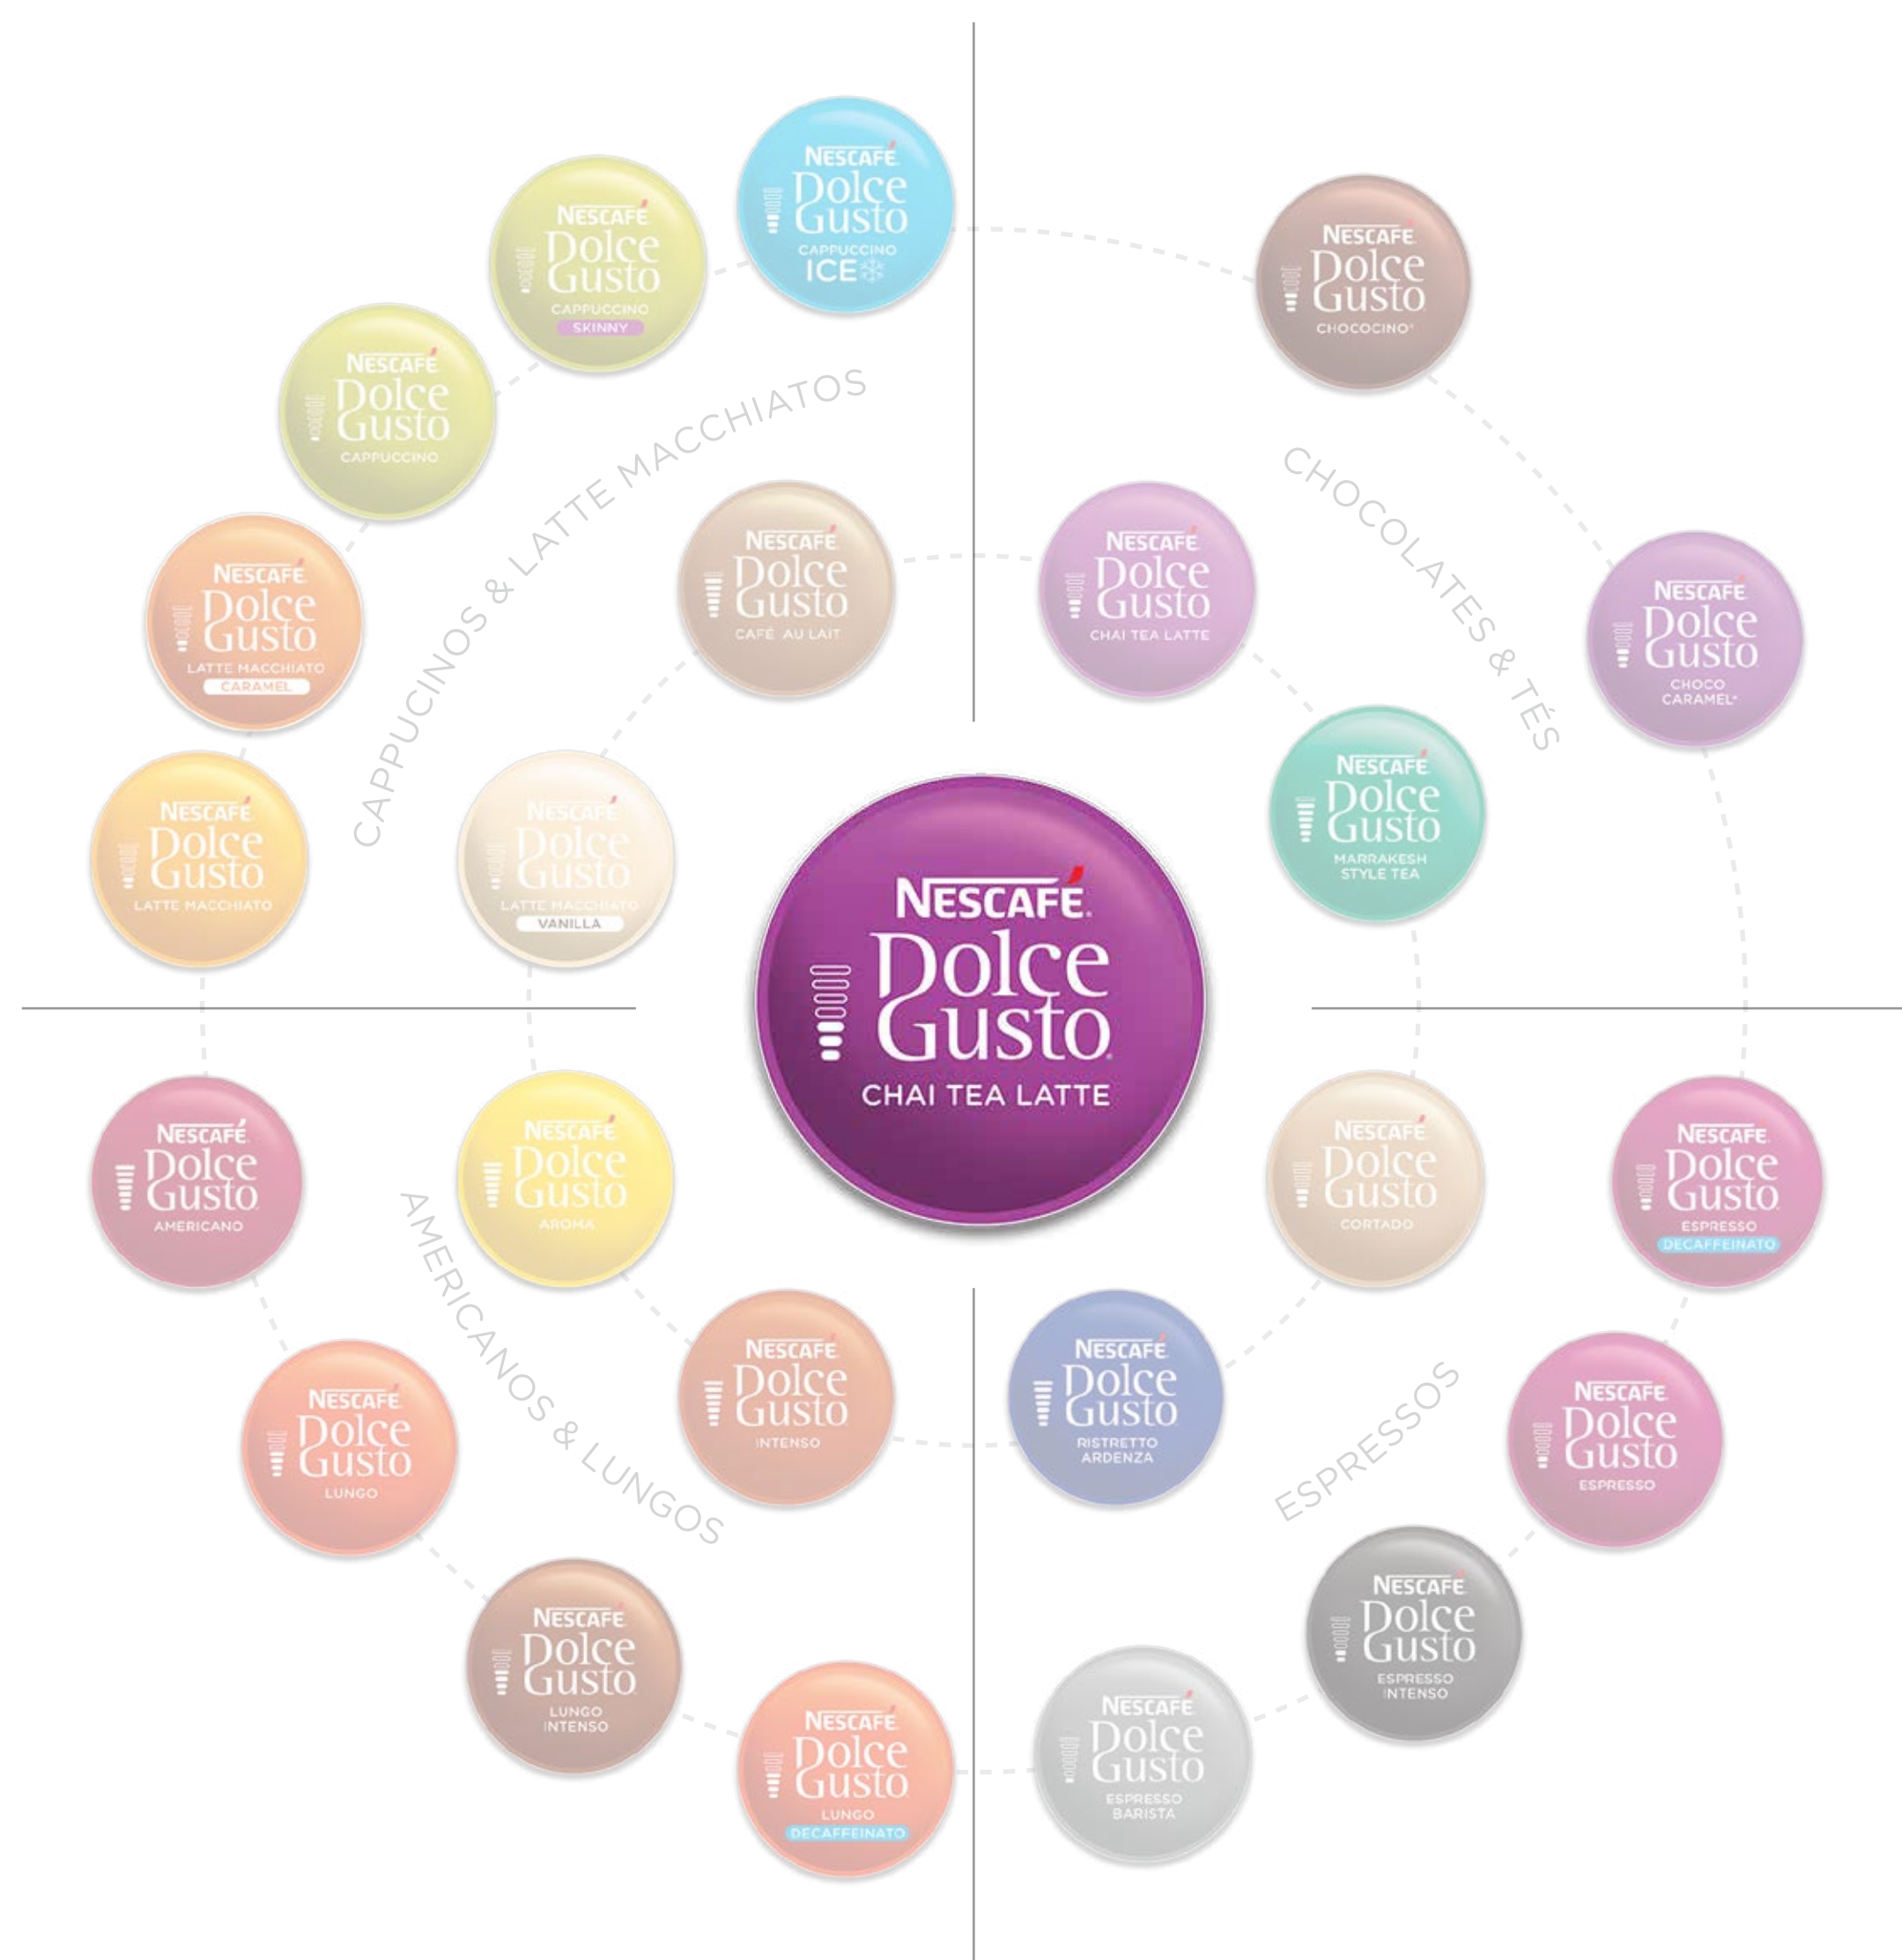 NESCAFÉ
Dolce
Gusto
CAPPUCCINO
ICE
NESCAFÉ
Dolce
Gusto
CAPPUCCINO
SKINNY
NESCAFÉ
Dolce
Gusto
CAPPUCCINO
NESCAFÉ
Dolce
Gusto
LATTE MACCHIATO
CARAMEL
NESCAFÉ
Dolce
Gusto
LATTE MACCHIATO
CAPPUCINOS & LATTE MACCHIATOS
NESCAFÉ
Dolce
Gusto
CAFÉ AU LAIT
NESCAFÉ
Dolce
Gusto
LATTE MACCHIATO
VANILLA
NESCAFÉ
Dolce
Gusto
CHOCOCINO*
CHOCOLATES & TÉS
NESCAFÉ
Dolce
Gusto
CHAI TEA LATTE
NESCAFÉ
Dolce
Gusto
CHOCO
CARAMEL*
NESCAFÉ
Dolce
Gusto
MARRAKESH
STYLE TEA
NESCAFÉ
Dolce
Gusto
CHAI TEA LATTE
NESCAFÉ
Dolce
Gusto
AMERICANO
NESCAFÉ
Dolce
Gusto
AROMA
AMERICANOS & LUNGOS
NESCAFÉ
Dolce
Gusto
LUNGO
NESCAFÉ
Dolce
Gusto
INTENSO
NESCAFÉ
Dolce
Gusto
LUNGO
INTENSO
NESCAFÉ
Dolce
Gusto
LUNGO
DECAFFEINATO
NESCAFÉ
Dolce
Gusto
CORTADO
NESCAFÉ
Dolce
Gusto
ESPRESSO
DECAFFEINATO
NESCAFÉ
Dolce
Gusto
RISTRETTO
ARDENZA
ESPRESSOS
NESCAFÉ
Dolce
Gusto
ESPRESSO
NESCAFÉ
Dolce
Gusto
ESPRESSO
INTENSO
NESCAFÉ
Dolce
Gusto
ESPRESSO
BARISTA